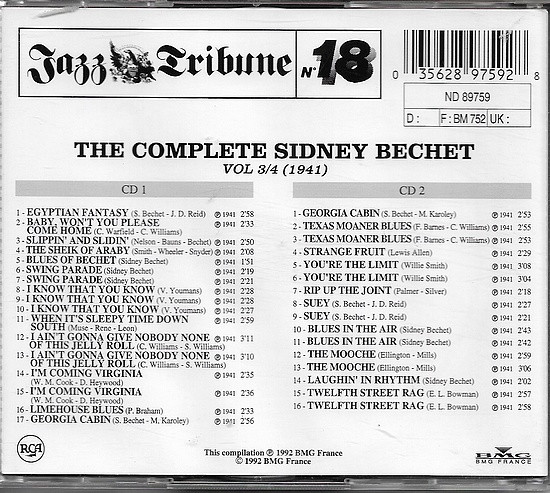 Jazz Tribune N° 18
0 35628 97592 8
ND 89759
D : F : BM 752 UK :
THE COMPLETE SIDNEY BECHET
VOL 3/4 (1941)
CD 1
1 - EGYPTIAN FANTASY (S. Bechet - J. D. Reid) ℗ 1941 2'58
2 - BABY, WON'T YOU PLEASE
COME HOME (C. Warfield - C. Williams) ℗ 1941 2'33
3 - SLIPPIN' AND SLIDIN' (Nelson - Bauns - Bechet) ℗ 1941 2'50
4 - THE SHEIK OF ARABY (Smith - Wheeler - Snyder) ℗ 1941 2'08
5 - BLUES OF BECHET (Sidney Bechet) ℗ 1941 1'51
6 - SWING PARADE (Sidney Bechet) ℗ 1941 2'19
7 - SWING PARADE (Sidney Bechet) ℗ 1941 2'21
8 - I KNOW THAT YOU KNOW (V. Youmans) ℗ 1941 2'28
9 - I KNOW THAT YOU KNOW (V. Youmans) ℗ 1941 2'21
10 - I KNOW THAT YOU KNOW (V. Youmans) ℗ 1941 2'27
11 - WHEN IT'S SLEEPY TIME DOWN
SOUTH (Muse - Rene - Leon) ℗ 1941 2'59
12 - I AIN'T GONNA GIVE NOBODY NONE
OF THIS JELLY ROLL (C. Williams - S. Williams) ℗ 1941 3'11
13 - I AIN'T GONNA GIVE NOBODY NONE
OF THIS JELLY ROLL (C. Williams - S. Williams) ℗ 1941 3'10
14 - I'M COMING VIRGINIA
(W. M. Cook - D. Heywood) ℗ 1941 2'35
15 - I'M COMING VIRGINIA
(W. M. Cook - D. Heywood) ℗ 1941 2'36
16 - LIMEHOUSE BLUES (P. Braham) ℗ 1941 2'33
17 - GEORGIA CABIN (S. Bechet - M. Karoley) ℗ 1941 2'56
CD 2
1 - GEORGIA CABIN (S. Bechet - M. Karoley) ℗ 1941 2'53
2 - TEXAS MOANER BLUES (F. Barnes - C. Williams) ℗ 1941 2'55
3 - TEXAS MOANER BLUES (F. Barnes - C. Williams) ℗ 1941 2'53
4 - STRANGE FRUIT (Lewis Allen) ℗ 1941 2'29
5 - YOU'RE THE LIMIT (Willie Smith) ℗ 1941 3'08
6 - YOU'RE THE LIMIT (Willie Smith) ℗ 1941 3'04
7 - RIP UP THE JOINT (Palmer - Silver) ℗ 1941 2'18
8 - SUEY (S. Bechet - J.D. Reid) ℗ 1941 2'27
9 - SUEY (S. Bechet - J.D. Reid) ℗ 1941 2'21
10 - BLUES IN THE AIR (Sidney Bechet) ℗ 1941 2'43
11 - BLUES IN THE AIR (Sidney Bechet) ℗ 1941 2'42
12 - THE MOOCHE (Ellington - Mills) ℗ 1941 2'59
13 - THE MOOCHE (Ellington - Mills) ℗ 1941 3'06
14 - LAUGHIN' IN RHYTHM (Sidney Bechet) ℗ 1941 2'02
15 - TWELFTH STREET RAG (E. L. Bowman) ℗ 1941 2'57
16 - TWELFTH STREET RAG (E. L. Bowman) ℗ 1941 2'58
RCA
This compilation ℗ 1992 BMG France
© 1992 BMG France
BMG
BMG FRANCE